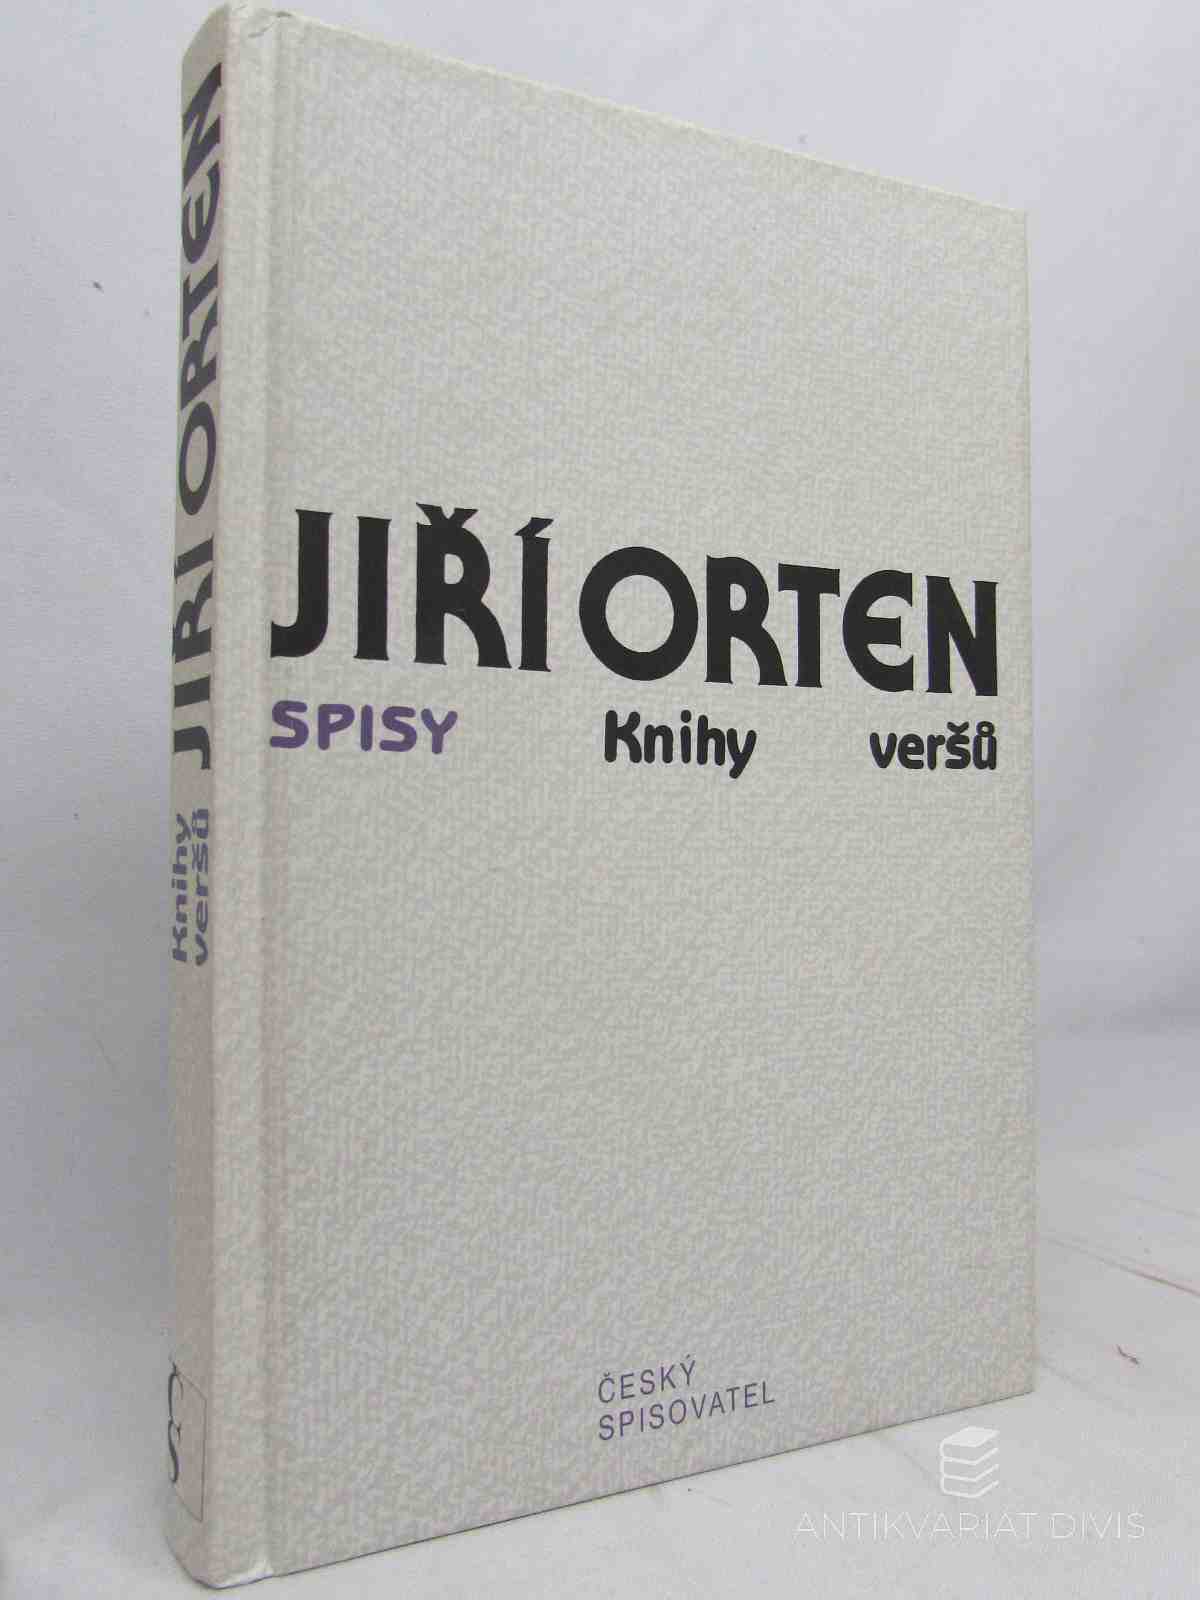 JIŘÍ ORTEN
Knihy
veršů
JIŘÍ ORTEN
SPISY Knihy veršů
ČESKÝ
SPISOVATEL
ANTIKVARIAT DIVIS